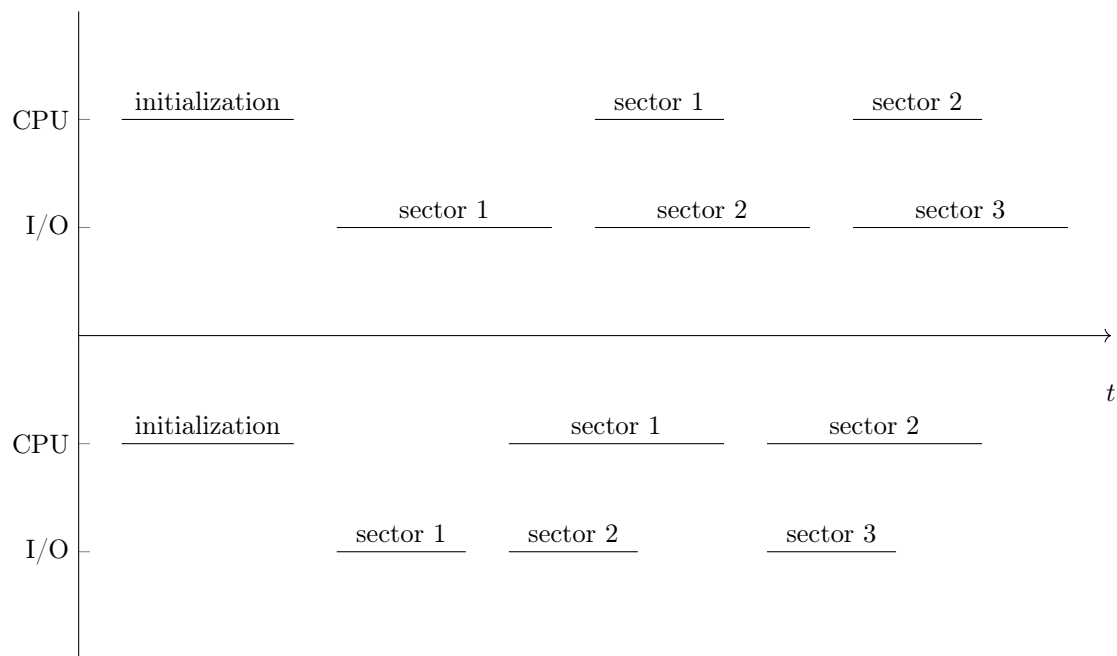 initialization
sector 1
sector 2
CPU
sector 1
sector 2
sector 3
I/O
t
initialization
sector 1
sector 2
CPU
sector 1
sector 2
sector 3
I/O